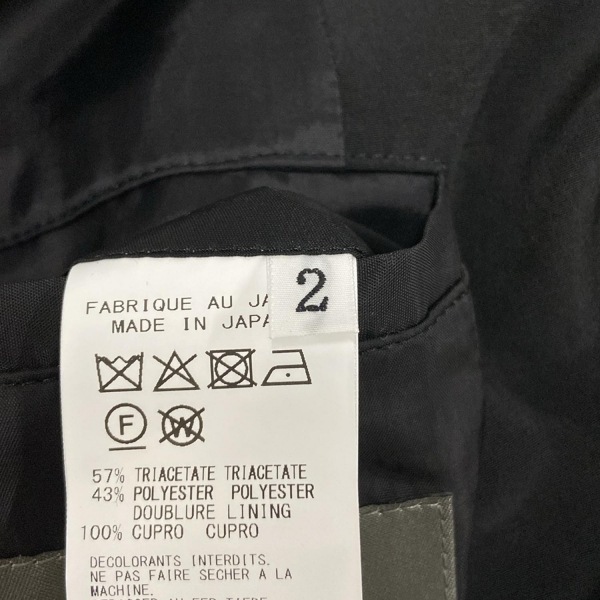 FABRIQUE AU JA
2
MADE IN JAPA
F W
57% TRIACETATE TRIACETATE
43% POLYESTER POLYESTER
DOUBLURE LINING
100% CUPRO CUPRO
DECOLORANTS INTERDITS.
NE PAS FAIRE SECHER A LA
MACHINE.